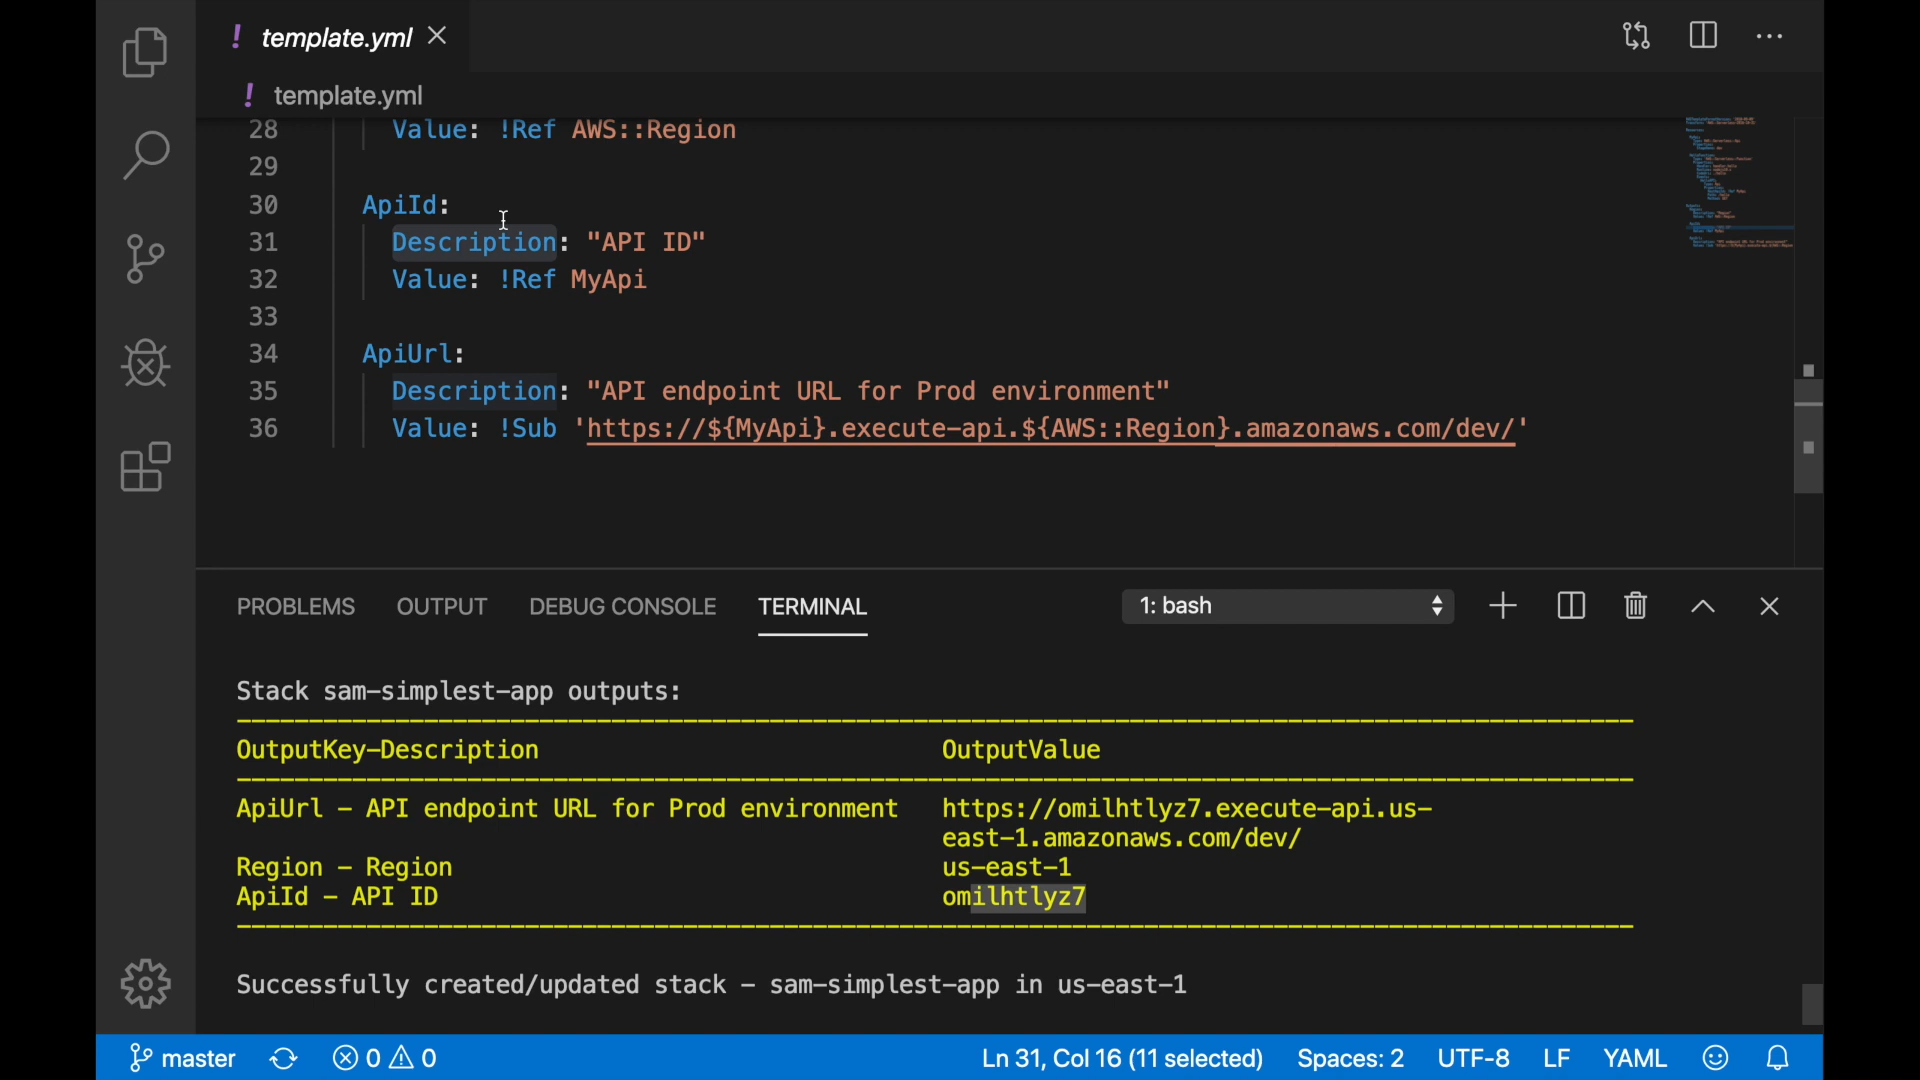 ! template.yml
! template.yml
28 Value: !Ref AWS::Region
29
30 ApiId:
31 Description: "API ID"
32 Value: !Ref MyApi
33
34 ApiUrl:
35 Description: "API endpoint URL for Prod environment"
36 Value: !Sub 'https://${MyApi}.execute-api.${AWS::Region}.amazonaws.com/dev/'
PROBLEMS OUTPUT DEBUG CONSOLE TERMINAL 1: bash
Stack sam-simplest-app outputs:
OutputKey-Description OutputValue
ApiUrl - API endpoint URL for Prod environment https://omilhtlyz7.execute-api.us-
east-1.amazonaws.com/dev/
Region - Region us-east-1
ApiId - API ID omilhtlyz7
Successfully created/updated stack - sam-simplest-app in us-east-1
master 0 0 Ln 31, Col 16 (11 selected) Spaces: 2 UTF-8 LF YAML